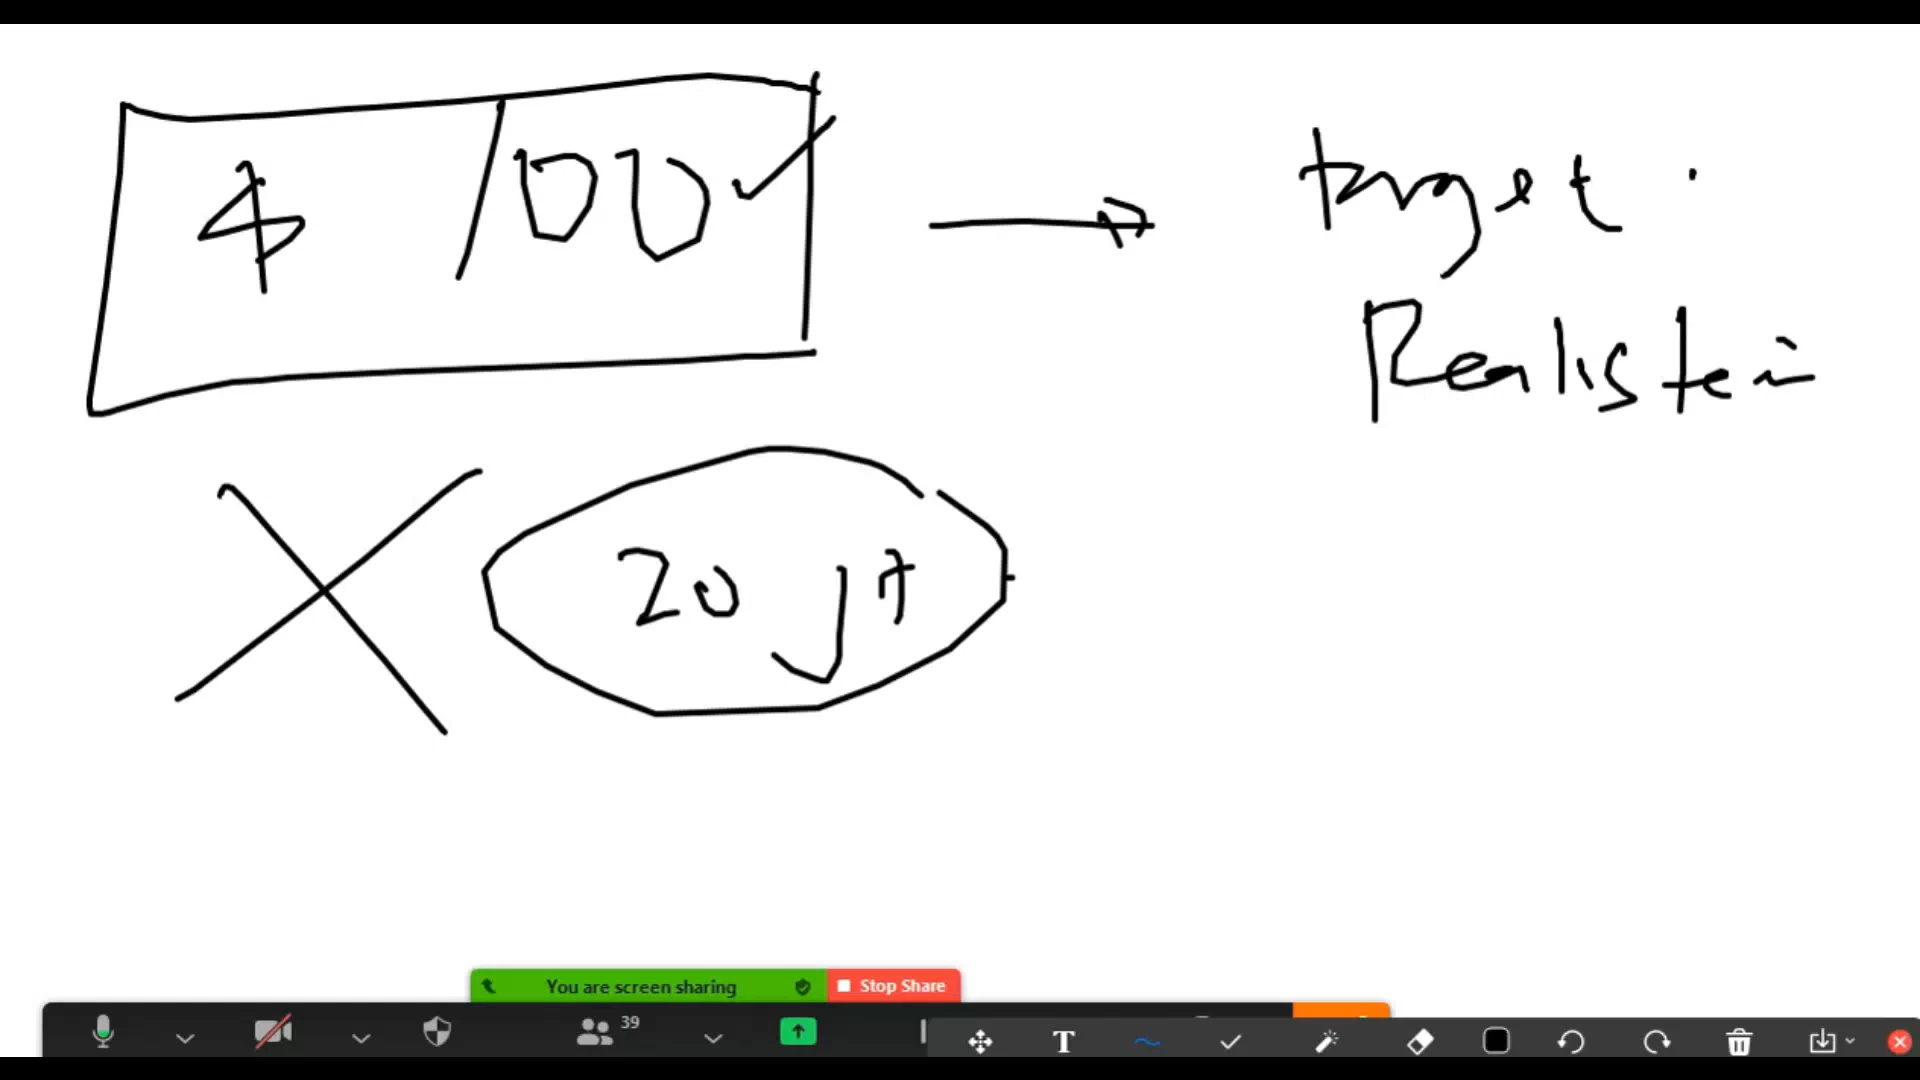 $ 100 ✓ → target
Realistis
X 20 jt
You are screen sharing
Stop Share
39
T